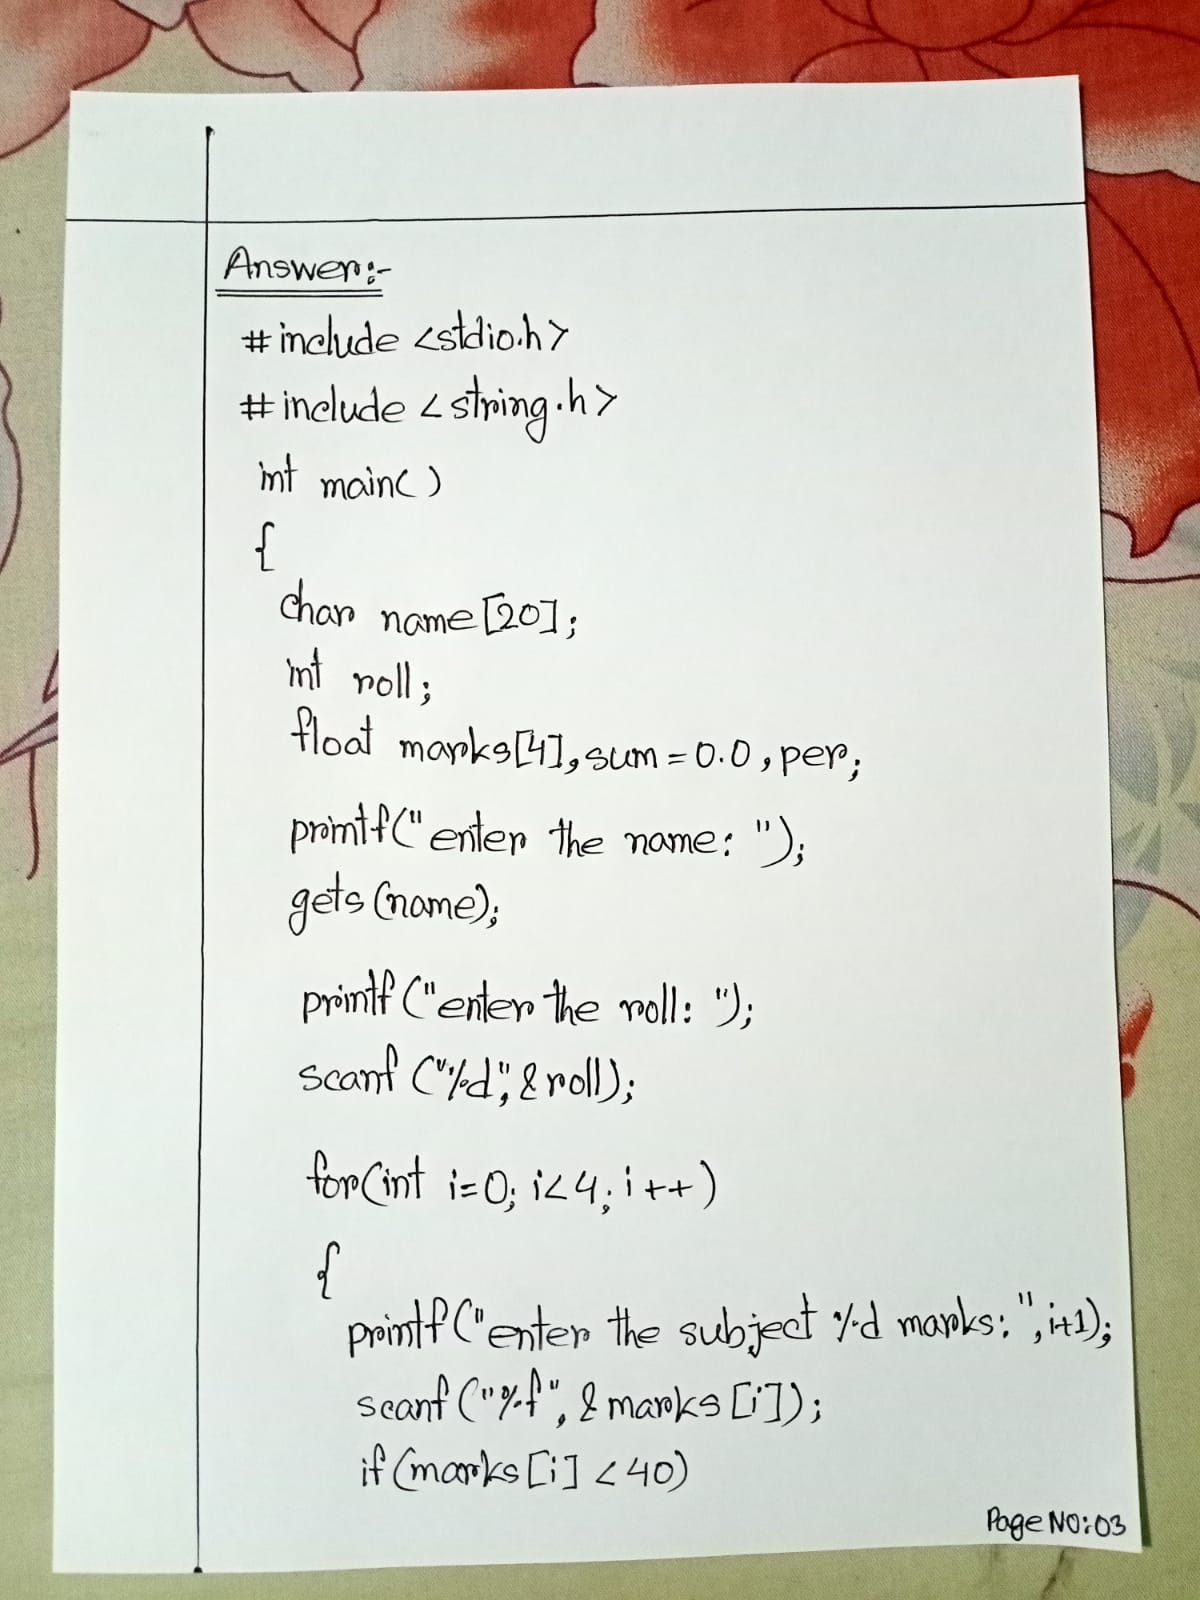 Answer:-
#include <stdio.h>
#include <string.h>
int main()
{
char name[20];
int roll;
float marks[4], sum=0.0, per;
printf("enter the name: ");
gets(name);
printf("enter the roll: ");
scanf("%d",&roll);
for(int i=0; i<4; i++)
{
printf("enter the subject %d marks: ", i+1);
scanf("%f", &marks[i]);
if(marks[i] <40)
Page NO:03